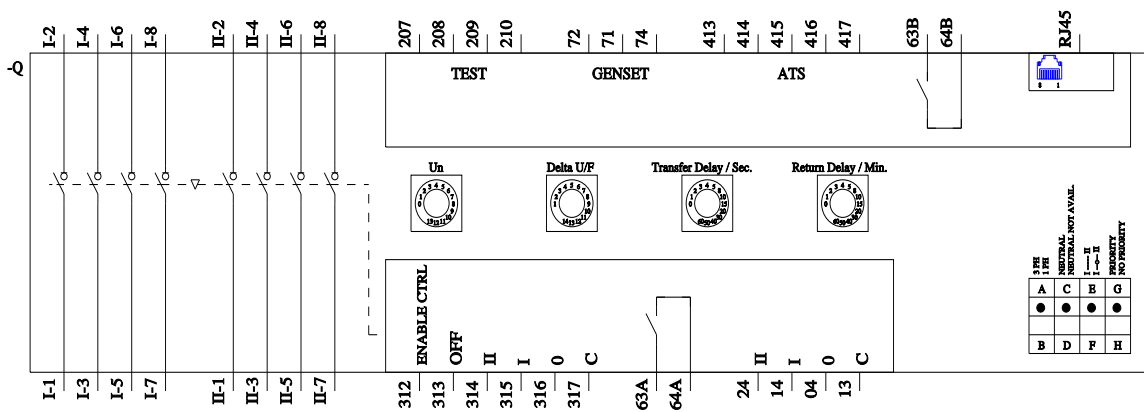 I-2 I-4 I-6 I-8 II-2 II-4 II-6 II-8 207 208 209 210 72 71 74 413 414 415 416 417 63B 64B RJ45
-Q
TEST GENSET ATS
8 1
Un Delta U/F Transfer Delay / Sec. Return Delay / Min.
3 PH
1 PH
NEUTRAL
NEUTRAL NOT AVAIL.
I —— II
I –o– II
PRIORITY
NO PRIORITY
A C E G
B D F H
ENABLE CTRL OFF II I 0 C II I 0 C
I-1 I-3 I-5 I-7 II-1 II-3 II-5 II-7 312 313 314 315 316 317 63A 64A 24 14 04 13